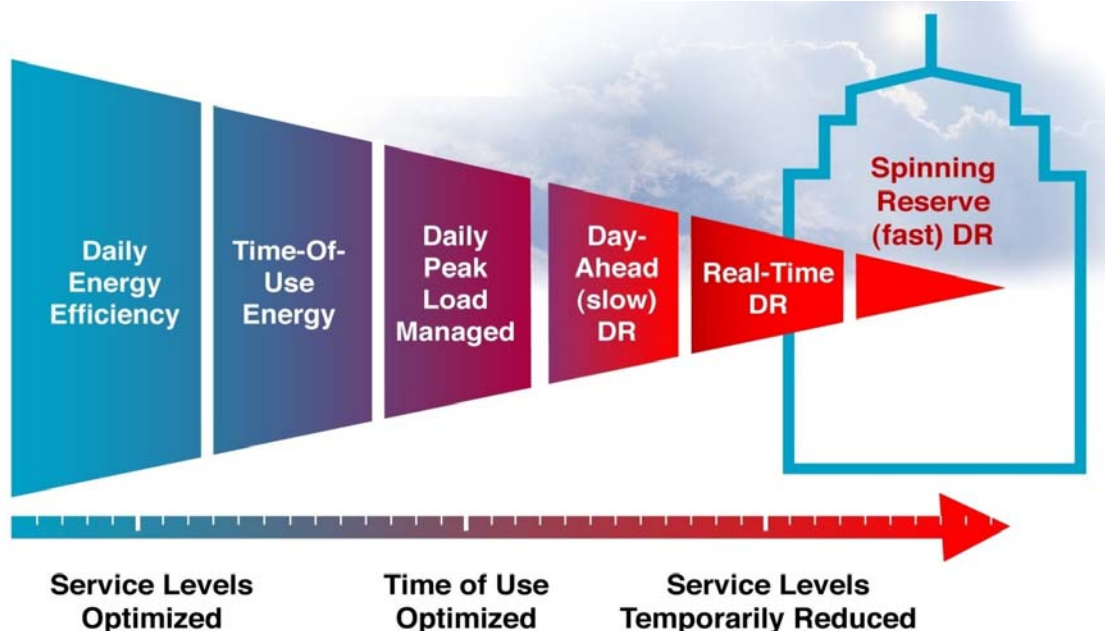 Daily
Energy
Efficiency
Time-Of-
Use
Energy
Daily
Peak
Load
Managed
Day-
Ahead
(slow)
DR
Real-Time
DR
Spinning
Reserve
(fast) DR
Service Levels
Optimized
Time of Use
Optimized
Service Levels
Temporarily Reduced